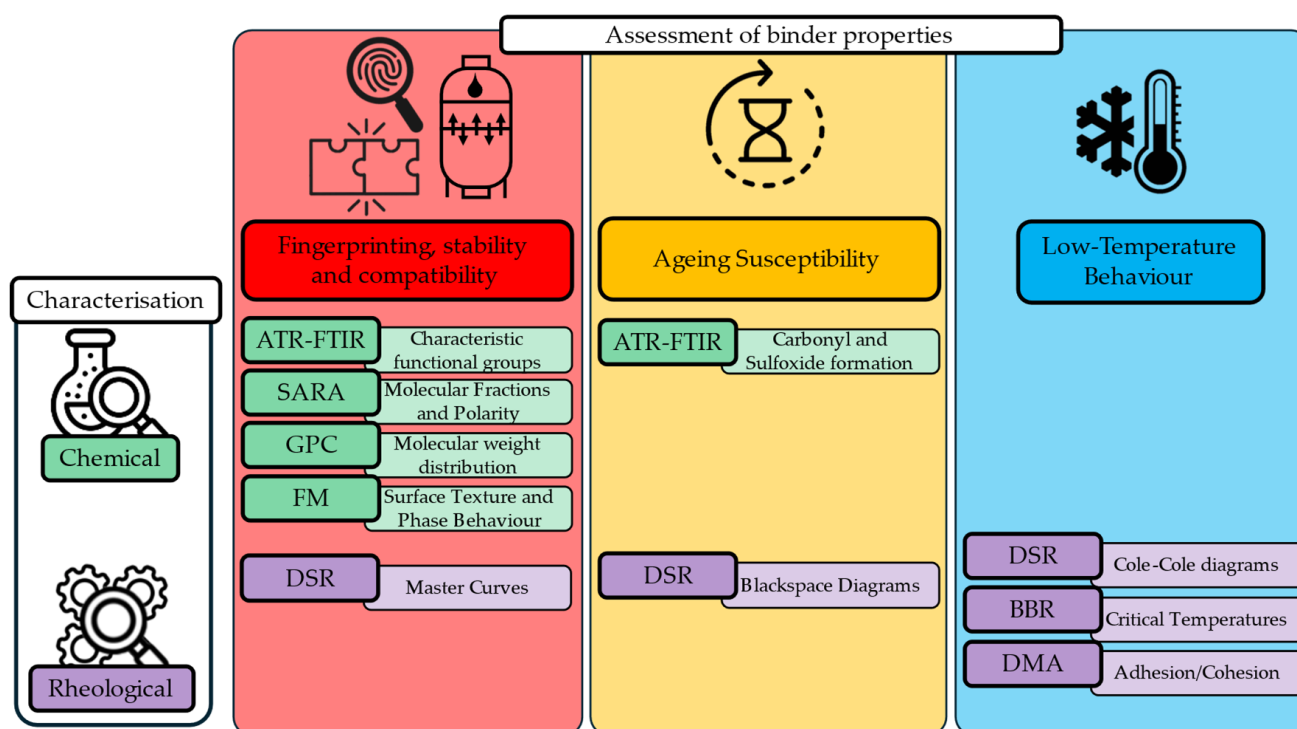 Assessment of binder properties
Characterisation
Chemical
Rheological
Fingerprinting, stability
and compatibility
ATR-FTIR
Characteristic
functional groups
SARA
Molecular Fractions
and Polarity
GPC
Molecular weight
distribution
FM
Surface Texture and
Phase Behaviour
DSR
Master Curves
Ageing Susceptibility
ATR-FTIR
Carbonyl and
Sulfoxide formation
DSR
Blackspace Diagrams
Low-Temperature
Behaviour
DSR
Cole-Cole diagrams
BBR
Critical Temperatures
DMA
Adhesion/Cohesion